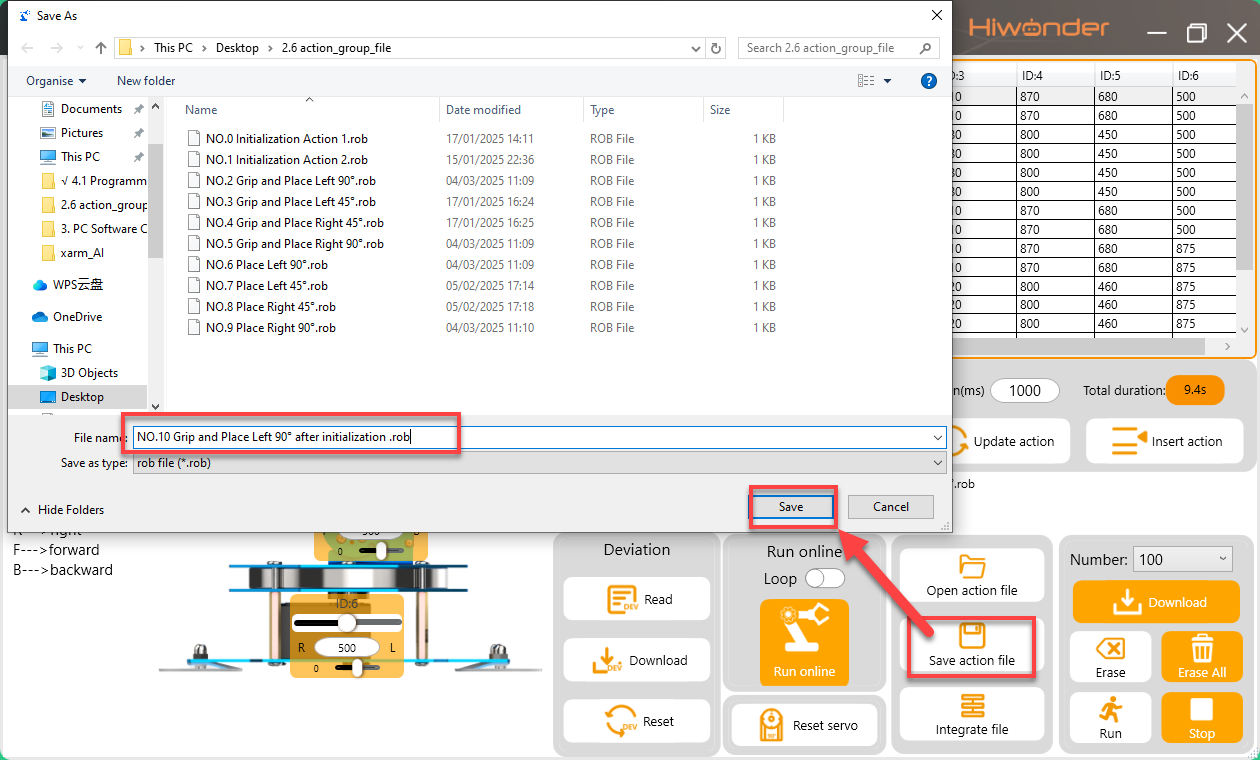 Save As
Hiwonder
This PC > Desktop > 2.6 action_group_file
Search 2.6 action_group_file
Organise
New folder
Documents
Pictures
This PC
√ 4.1 Programm
2.6 action_group
3. PC Software C
xarm_AI
WPS云盘
OneDrive
This PC
3D Objects
Desktop
Name Date modified Type Size
NO.0 Initialization Action 1.rob 17/01/2025 14:11 ROB File 1 KB
NO.1 Initialization Action 2.rob 15/01/2025 22:36 ROB File 1 KB
NO.2 Grip and Place Left 90°.rob 04/03/2025 11:09 ROB File 1 KB
NO.3 Grip and Place Left 45°.rob 17/01/2025 16:24 ROB File 1 KB
NO.4 Grip and Place Right 45°.rob 17/01/2025 16:25 ROB File 1 KB
NO.5 Grip and Place Right 90°.rob 04/03/2025 11:09 ROB File 1 KB
NO.6 Place Left 90°.rob 04/03/2025 11:09 ROB File 1 KB
NO.7 Place Left 45°.rob 05/02/2025 17:14 ROB File 1 KB
NO.8 Place Right 45°.rob 05/02/2025 17:18 ROB File 1 KB
NO.9 Place Right 90°.rob 04/03/2025 11:10 ROB File 1 KB
File name: NO.10 Grip and Place Left 90° after initialization .rob
Save as type: rob file (*.rob)
Hide Folders
Save
Cancel
D:3 ID:4 ID:5 ID:6
10 870 680 500
10 870 680 500
30 800 450 500
30 800 450 500
30 800 450 500
30 800 450 500
10 870 680 500
10 870 680 500
10 870 680 875
10 870 680 875
20 800 460 875
20 800 460 875
20 800 460 875
n(ms) 1000 Total duration: 9.4s
Update action
Insert action
.rob
F--->forward
B--->backward
0
ID:6
R 500 L
0
Deviation
Read
Download
Reset
Run online
Loop
Run online
Reset servo
Open action file
Save action file
Integrate file
Number: 100
Download
Erase
Erase All
Run
Stop